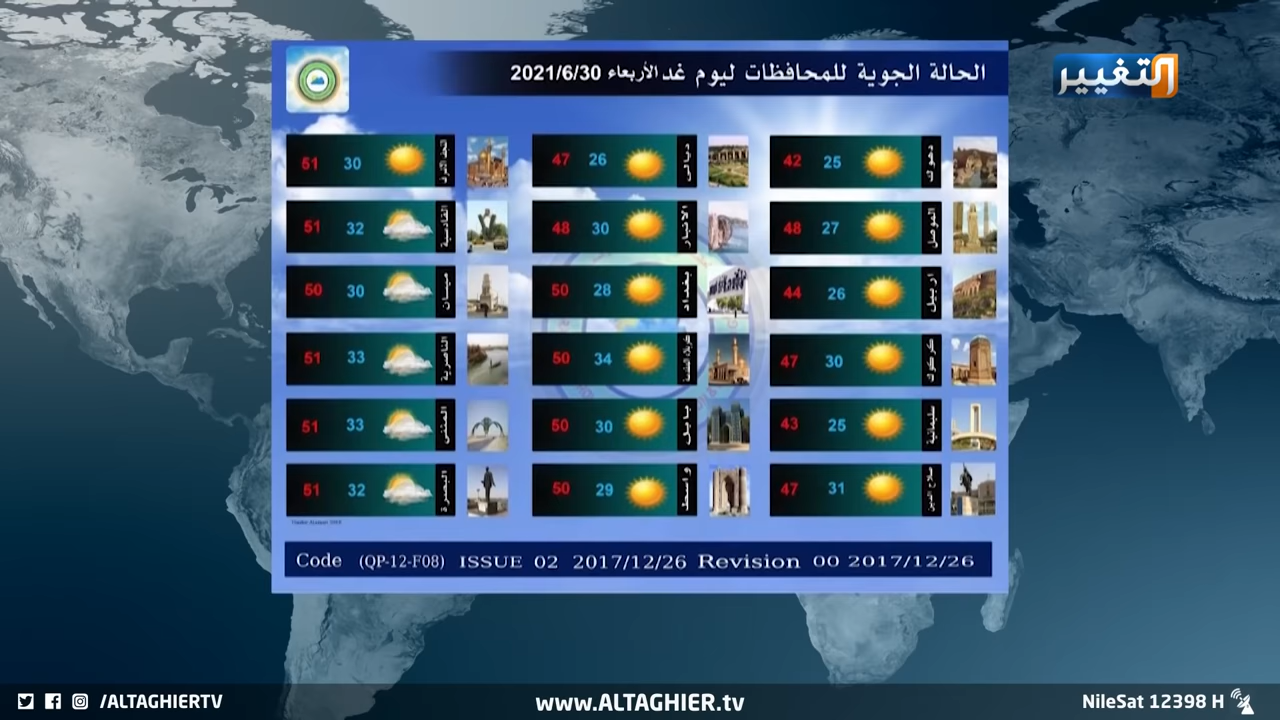 التغيير
الحالة الجوية للمحافظات ليوم غد الأربعاء 2021/6/30
دهوك 25 42
ديالى 26 47
النجف الاشرف 30 51
الموصل 27 48
الانبار 30 48
القادسية 32 51
اربيل 26 44
بغداد 28 50
ميسان 30 50
كركوك 30 47
كربلاء المقدسة 34 50
الناصرية 33 51
سليمانية 25 43
بابل 30 50
المثنى 33 51
صلاح الدين 31 47
واسط 29 50
البصرة 32 51
Code (QP-12-F08) ISSUE 02 2017/12/26 Revision 00 2017/12/26
/ALTAGHIERTV
www.ALTAGHIER.tv
NileSat 12398 H